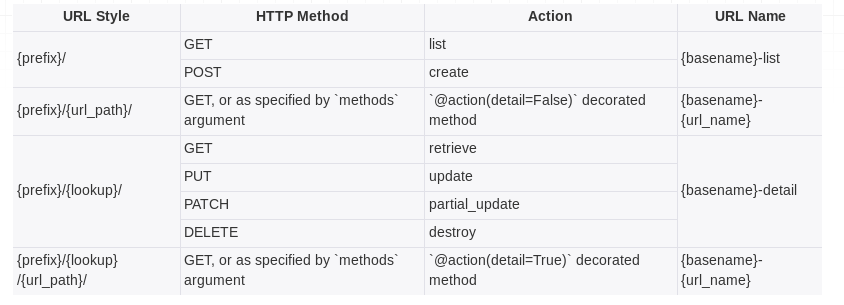 URL Style HTTP Method Action URL Name
{prefix}/ GET list {basename}-list
POST create
{prefix}/{url_path}/ GET, or as specified by `methods` argument `@action(detail=False)` decorated method {basename}-{url_name}
{prefix}/{lookup}/ GET retrieve {basename}-detail
PUT update
PATCH partial_update
DELETE destroy
{prefix}/{lookup}/{url_path}/ GET, or as specified by `methods` argument `@action(detail=True)` decorated method {basename}-{url_name}